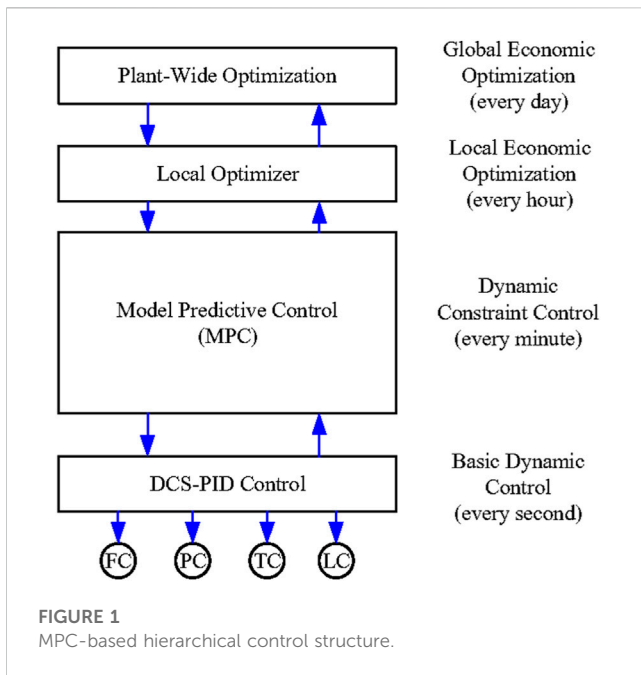 Plant-Wide Optimization
Global Economic
Optimization
(every day)
Local Optimizer
Local Economic
Optimization
(every hour)
Model Predictive Control
(MPC)
Dynamic
Constraint Control
(every minute)
DCS-PID Control
Basic Dynamic
Control
(every second)
FC PC TC LC
FIGURE 1
MPC-based hierarchical control structure.